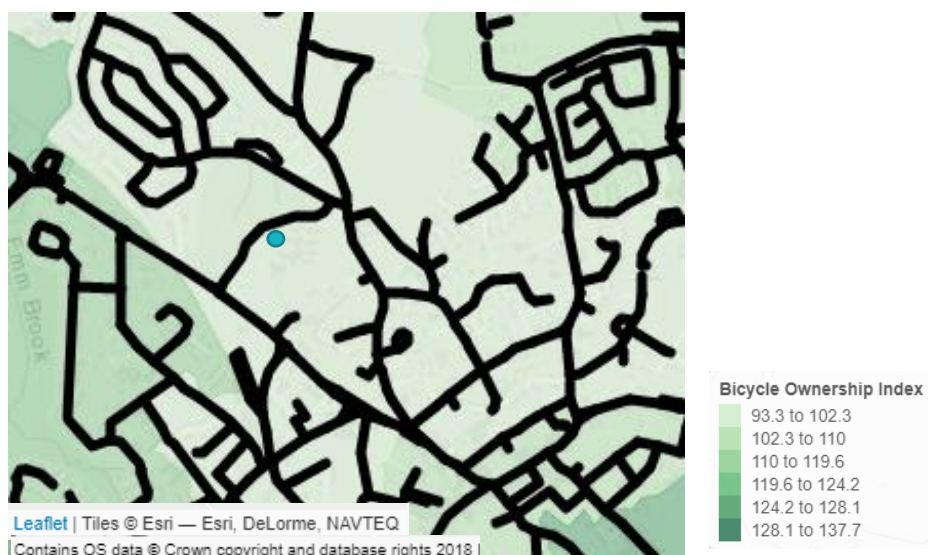 Emm Brook
Leaflet | Tiles © Esri — Esri, DeLorme, NAVTEQ
Contains OS data © Crown copyright and database rights 2018 |
Bicycle Ownership Index
93.3 to 102.3
102.3 to 110
110 to 119.6
119.6 to 124.2
124.2 to 128.1
128.1 to 137.7